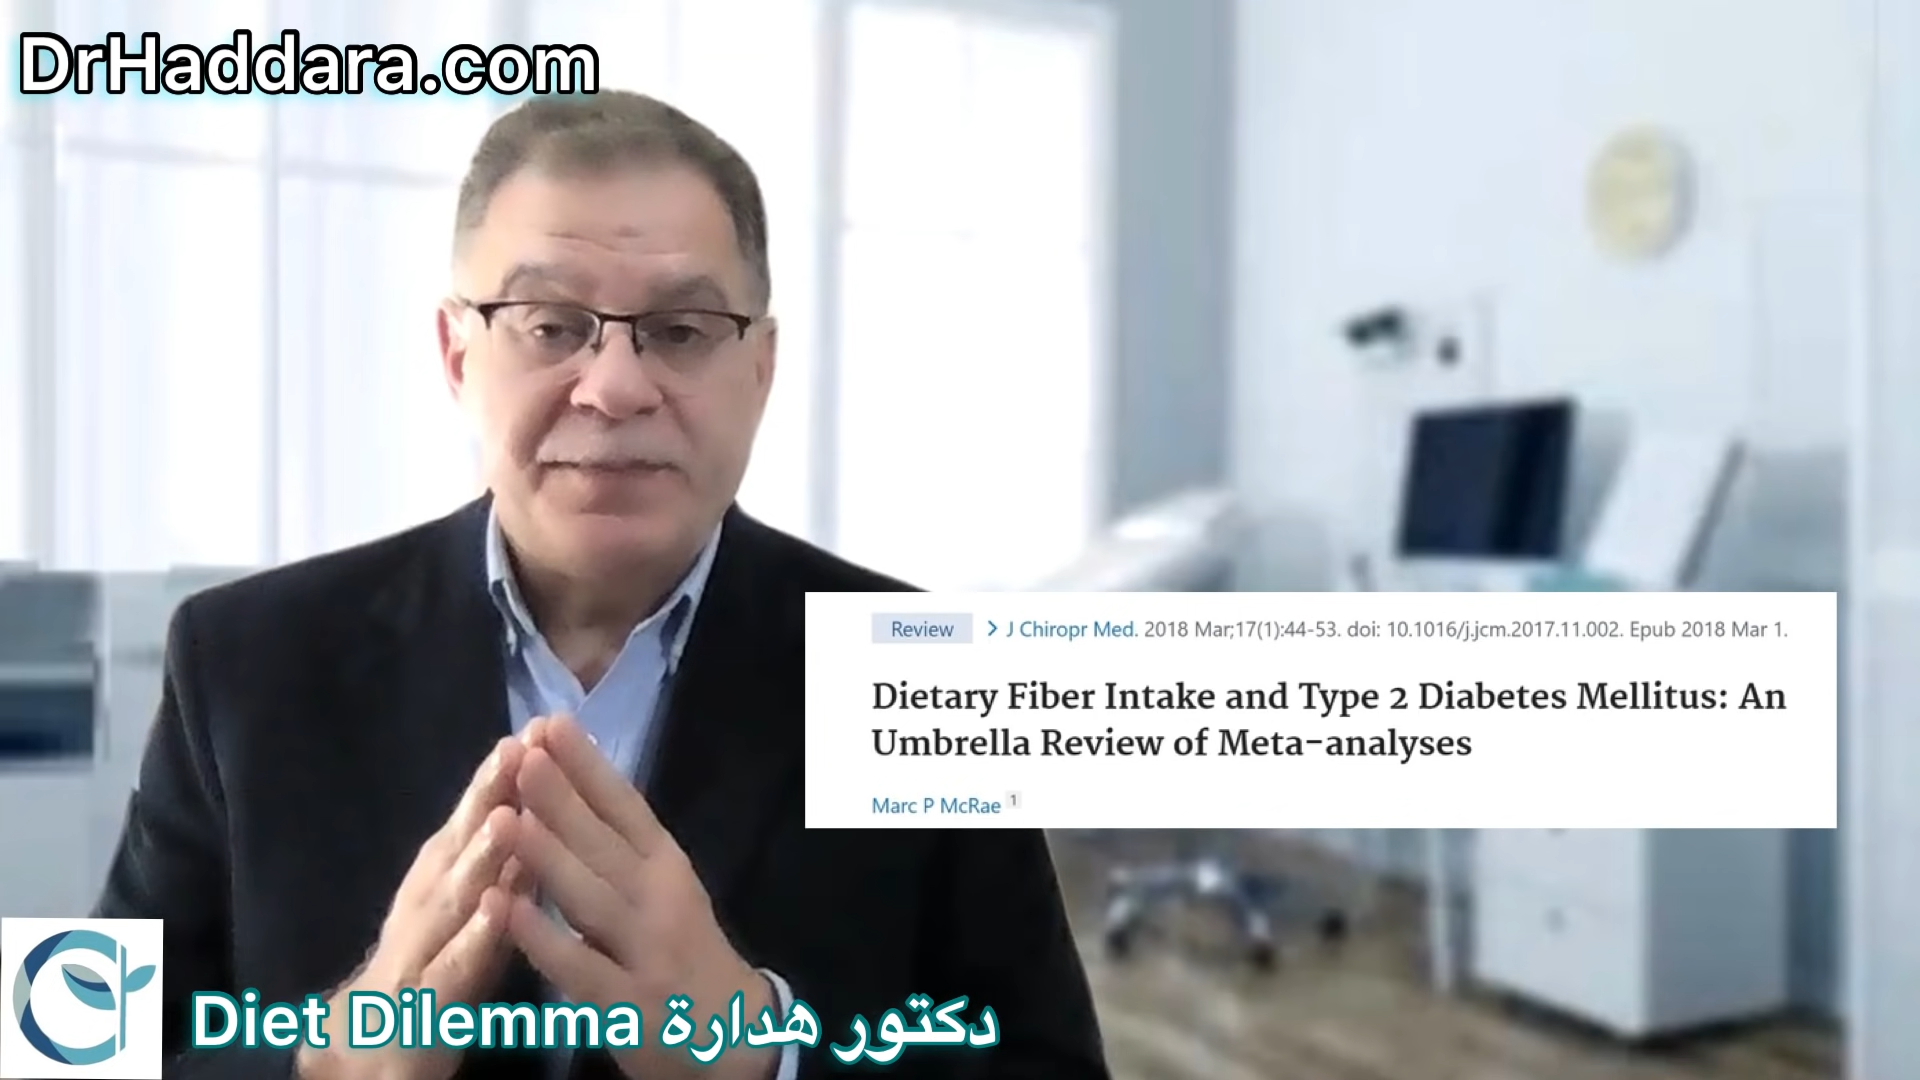 DrHaddara.com
Review > J Chiropr Med. 2018 Mar;17(1):44-53. doi: 10.1016/j.jcm.2017.11.002. Epub 2018 Mar 1.
Dietary Fiber Intake and Type 2 Diabetes Mellitus: An
Umbrella Review of Meta-analyses
Marc P McRae 1
Diet Dilemma دكتور هدارة